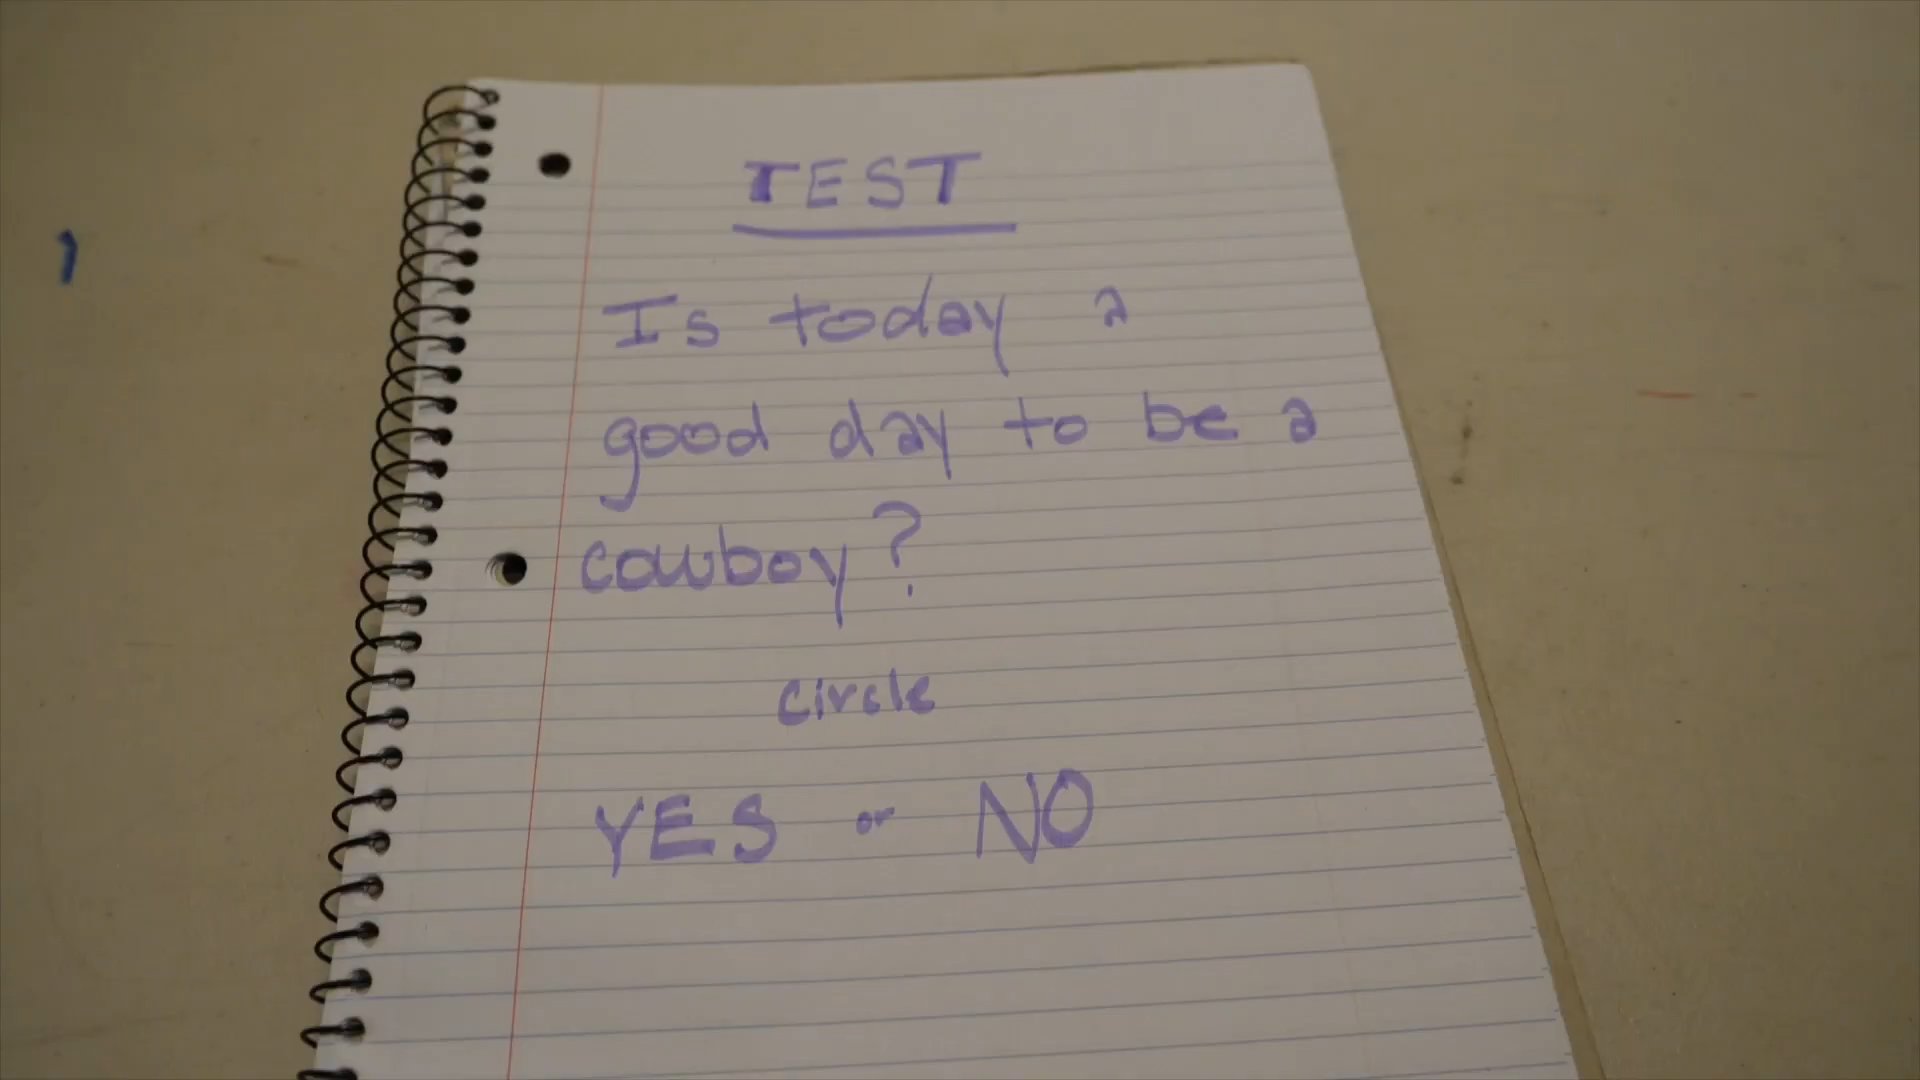 TEST
Is today a
good day to be a
cowboy?
circle
YES or NO